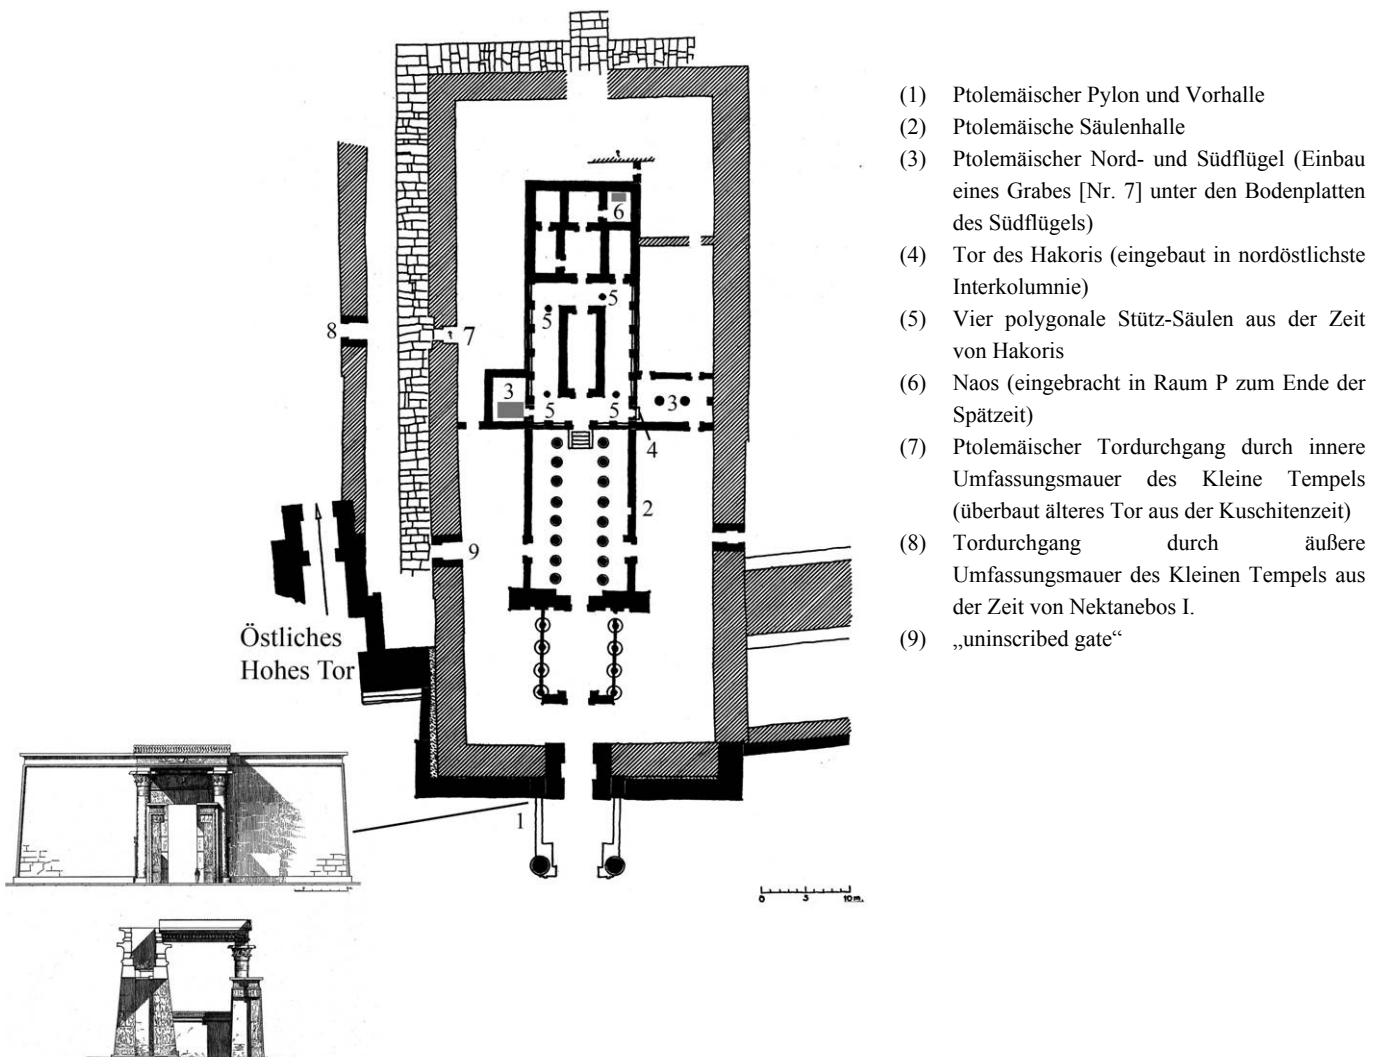 (1) Ptolemäischer Pylon und Vorhalle
(2) Ptolemäische Säulenhalle
(3) Ptolemäischer Nord- und Südflügel (Einbau
eines Grabes [Nr. 7] unter den Bodenplatten
des Südflügels)
(4) Tor des Hakoris (eingebaut in nordöstlichste
Interkolumnie)
(5) Vier polygonale Stütz-Säulen aus der Zeit
von Hakoris
(6) Naos (eingebracht in Raum P zum Ende der
Spätzeit)
(7) Ptolemäischer Tordurchgang durch innere
Umfassungsmauer des Kleine Tempels
(überbaut älteres Tor aus der Kuschitenzeit)
(8) Tordurchgang durch äußere
Umfassungsmauer des Kleinen Tempels aus
der Zeit von Nektanebos I.
(9) „uninscribed gate“
6
5
5
8
7
3
3
5
5
4
2
9
Östliches
Hohes Tor
1
0 5 10 m.